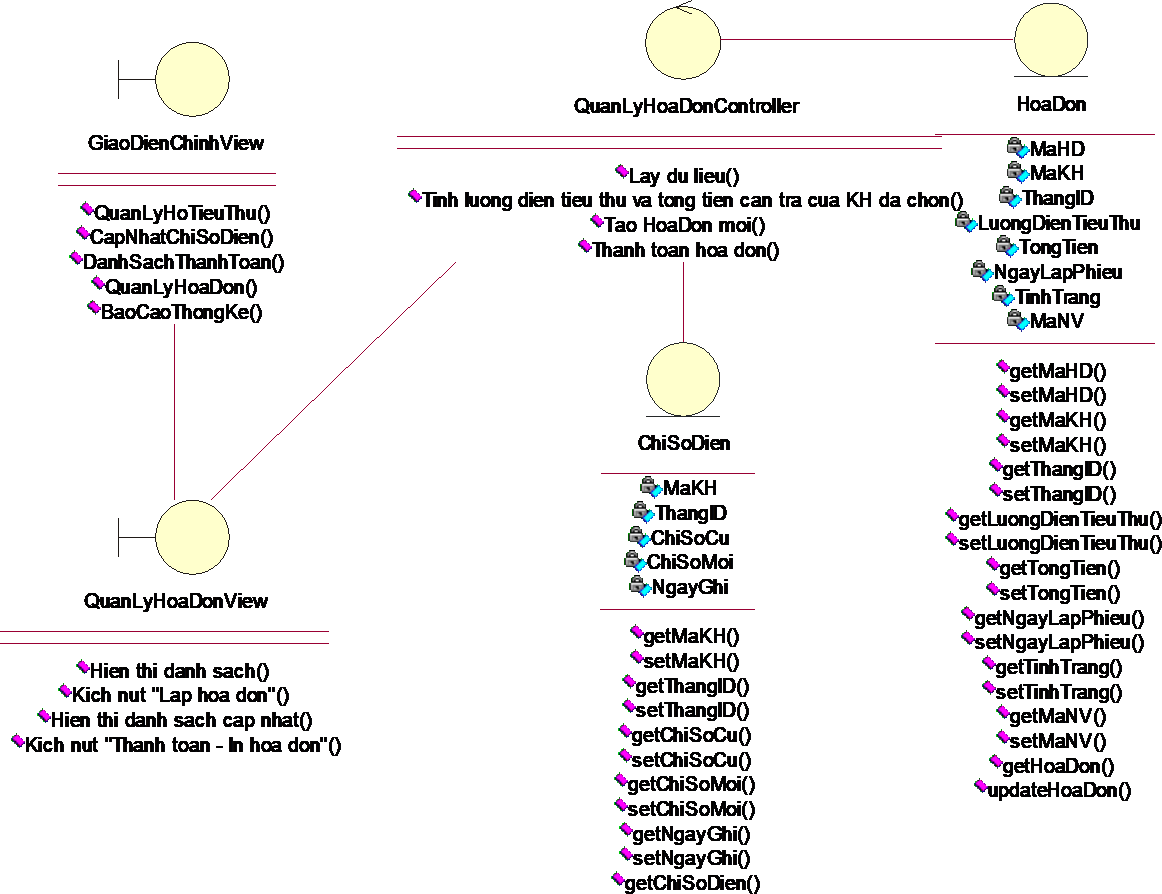 GiaoDienChinhView
QuanLyHoTieuThu()
CapNhatChiSoDien()
DanhSachThanhToan()
QuanLyHoaDon()
BaoCaoThongKe()
QuanLyHoaDonView
Hien thi danh sach()
Kich nut "Lap hoa don"()
Hien thi danh sach cap nhat()
Kich nut "Thanh toan - In hoa don"()
QuanLyHoaDonController
Lay du lieu()
Tinh luong dien tieu thu va tong tien can tra cua KH da chon()
Tao HoaDon moi()
Thanh toan hoa don()
ChiSoDien
MaKH
ThangID
ChiSoCu
ChiSoMoi
NgayGhi
getMaKH()
setMaKH()
getThangID()
setThangID()
getChiSoCu()
setChiSoCu()
getChiSoMoi()
setChiSoMoi()
getNgayGhi()
setNgayGhi()
getChiSoDien()
HoaDon
MaHD
MaKH
ThangID
LuongDienTieuThu
TongTien
NgayLapPhieu
TinhTrang
MaNV
getMaHD()
setMaHD()
getMaKH()
setMaKH()
getThangID()
setThangID()
getLuongDienTieuThu()
setLuongDienTieuThu()
getTongTien()
setTongTien()
getNgayLapPhieu()
setNgayLapPhieu()
getTinhTrang()
setTinhTrang()
getMaNV()
setMaNV()
getHoaDon()
updateHoaDon()